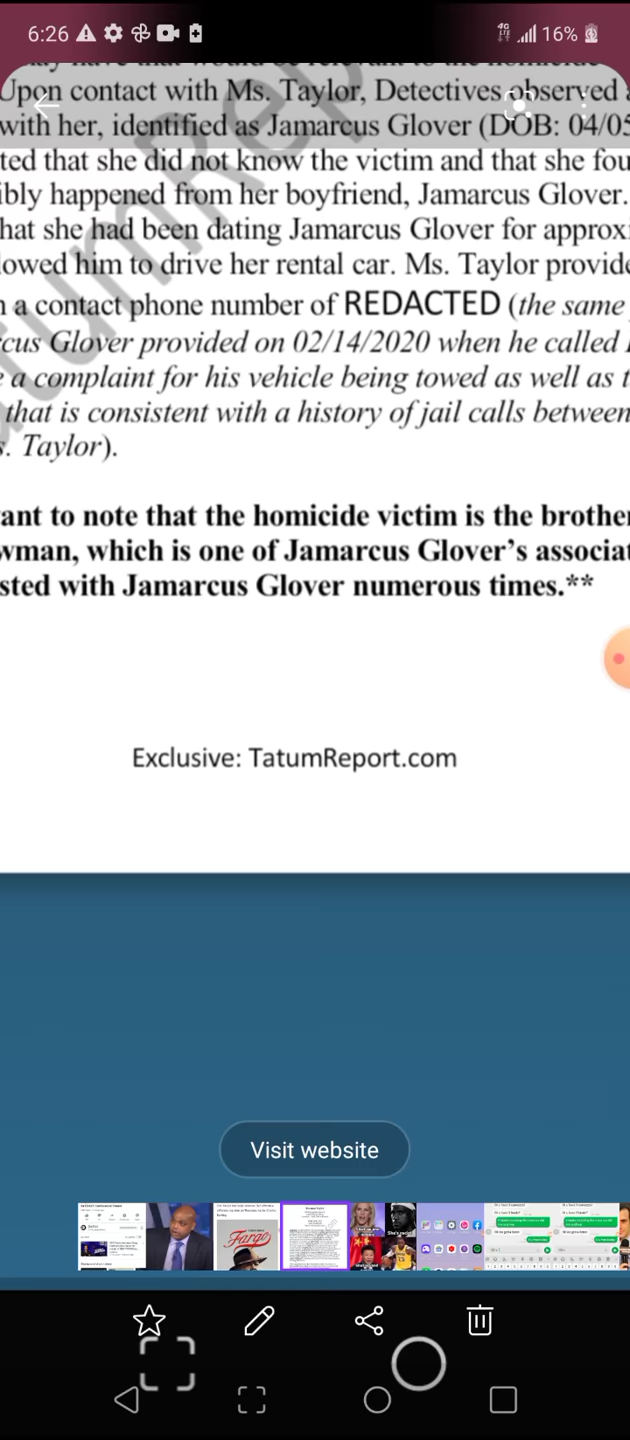 6:26
4G
LTE
16%
Upon contact with Ms. Taylor, Detectives observed a
with her, identified as Jamarcus Glover (DOB: 04/05
ted that she did not know the victim and that she fou
ibly happened from her boyfriend, Jamarcus Glover.
hat she had been dating Jamarcus Glover for approxi
lowed him to drive her rental car. Ms. Taylor provide
n a contact phone number of REDACTED (the same
cus Glover provided on 02/14/2020 when he called
e a complaint for his vehicle being towed as well as t
that is consistent with a history of jail calls between
s. Taylor).
ant to note that the homicide victim is the brother
wman, which is one of Jamarcus Glover's associat
sted with Jamarcus Glover numerous times.**
Exclusive: TatumReport.com
Visit website
Fargo